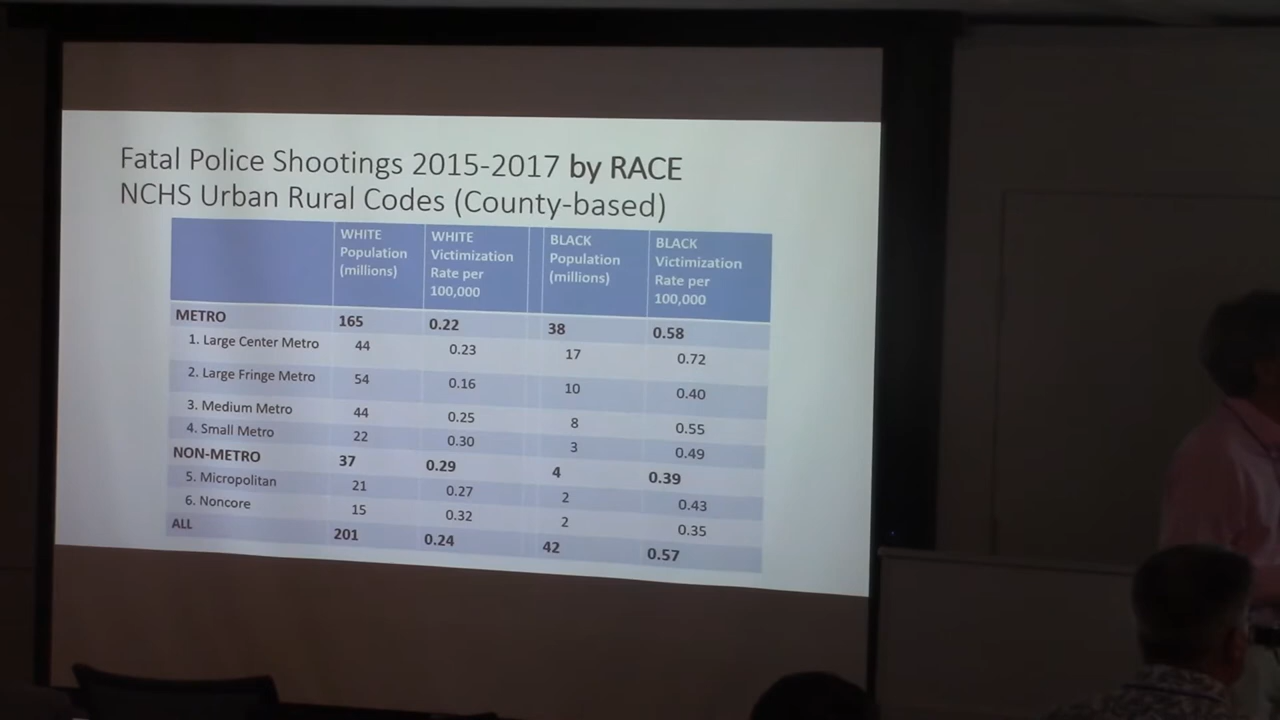 Fatal Police Shootings 2015-2017 by RACE
NCHS Urban Rural Codes (County-based)
WHITE Population (millions) WHITE Victimization Rate per 100,000 BLACK Population (millions) BLACK Victimization Rate per 100,000
METRO 165 0.22 38 0.58
1. Large Center Metro 44 0.23 17 0.72
2. Large Fringe Metro 54 0.16 10 0.40
3. Medium Metro 44 0.25 8 0.55
4. Small Metro 22 0.30 3 0.49
NON-METRO 37 0.29 4 0.39
5. Micropolitan 21 0.27 2 0.43
6. Noncore 15 0.32 2 0.35
ALL 201 0.24 42 0.57